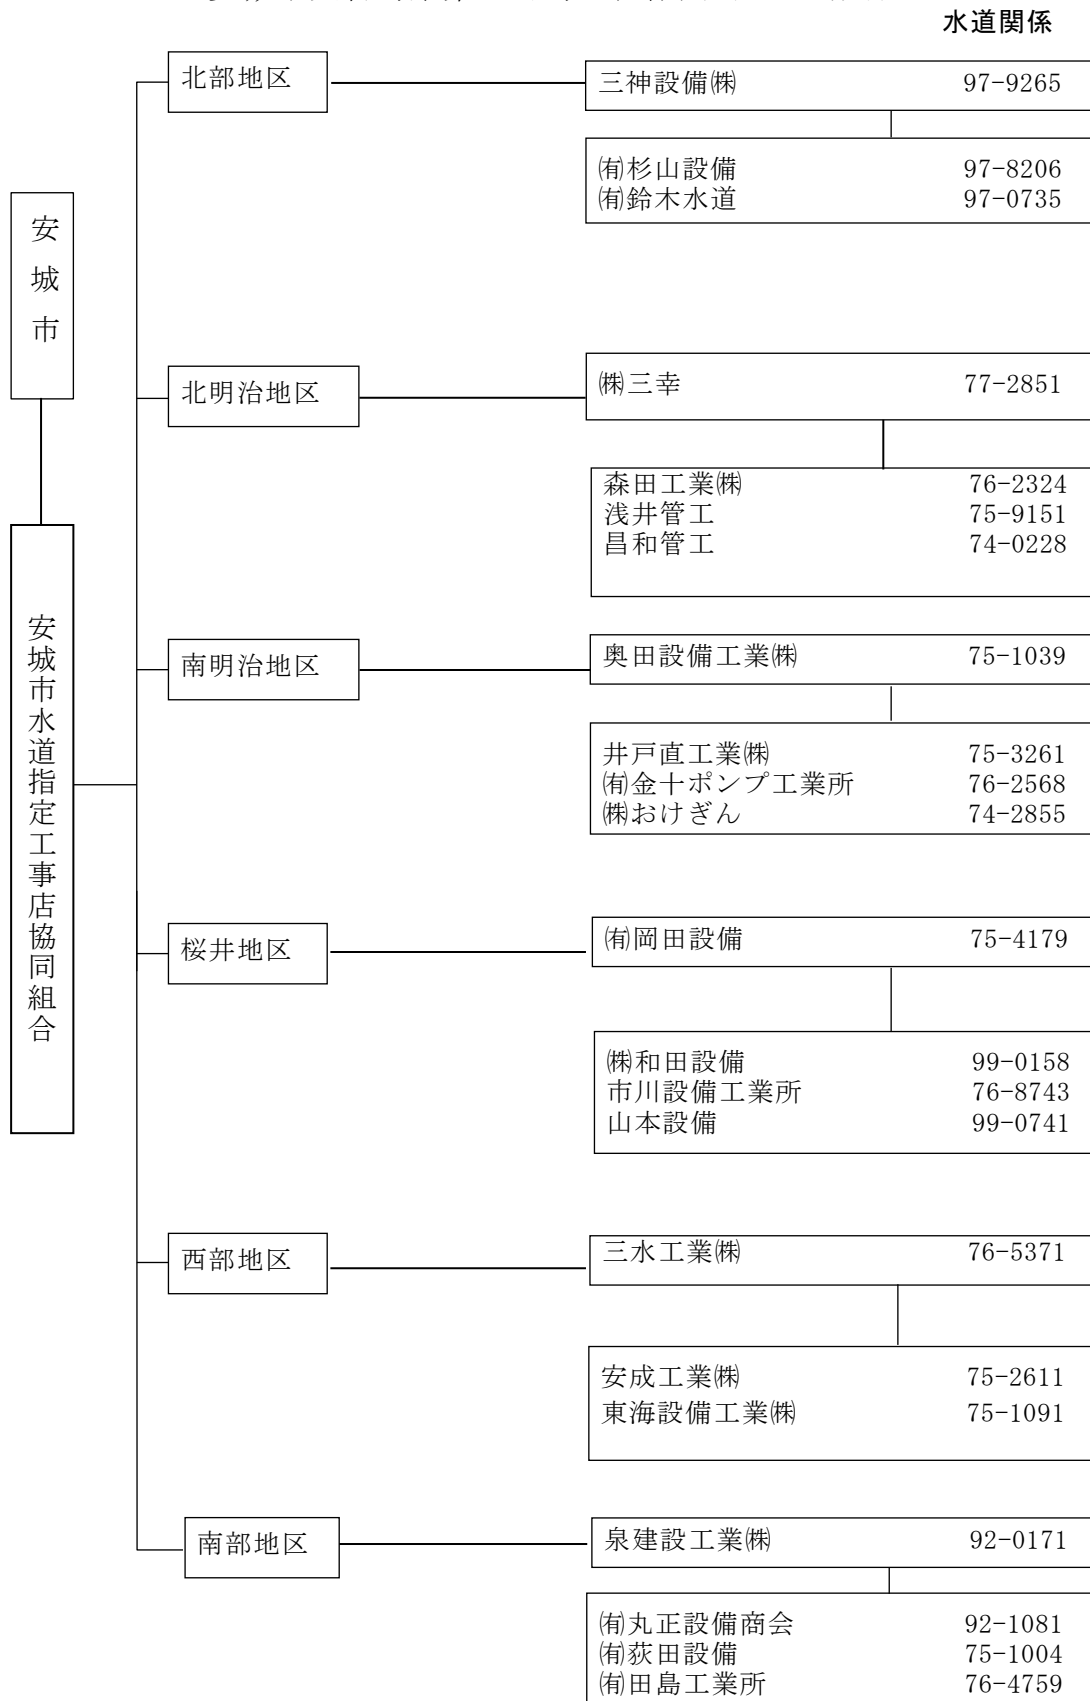 水道関係
北部地区
三神設備㈱ 97-9265
㈲杉山設備 97-8206
㈲鈴木水道 97-0735
安城市
北明治地区
㈱三幸 77-2851
森田工業㈱ 76-2324
浅井管工 75-9151
昌和管工 74-0228
安城市水道指定工事店協同組合
南明治地区
奥田設備工業㈱ 75-1039
井戸直工業㈱ 75-3261
㈲金十ポンプ工業所 76-2568
㈱おけぎん 74-2855
桜井地区
㈲岡田設備 75-4179
㈱和田設備 99-0158
市川設備工業所 76-8743
山本設備 99-0741
西部地区
三水工業㈱ 76-5371
安成工業㈱ 75-2611
東海設備工業㈱ 75-1091
南部地区
泉建設工業㈱ 92-0171
㈲丸正設備商会 92-1081
㈲荻田設備 75-1004
㈲田島工業所 76-4759